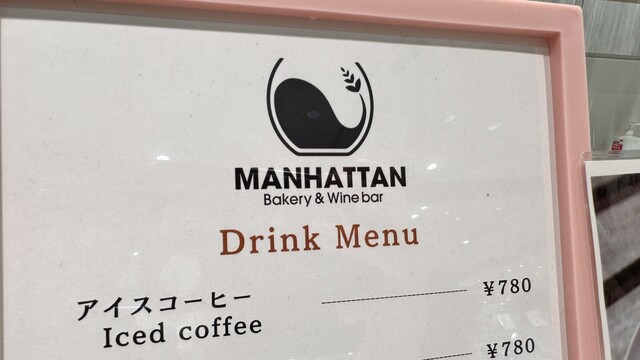 MANHATTAN
Bakery & Wine bar
Drink Menu
アイスコーヒー ¥780
Iced coffee
¥780